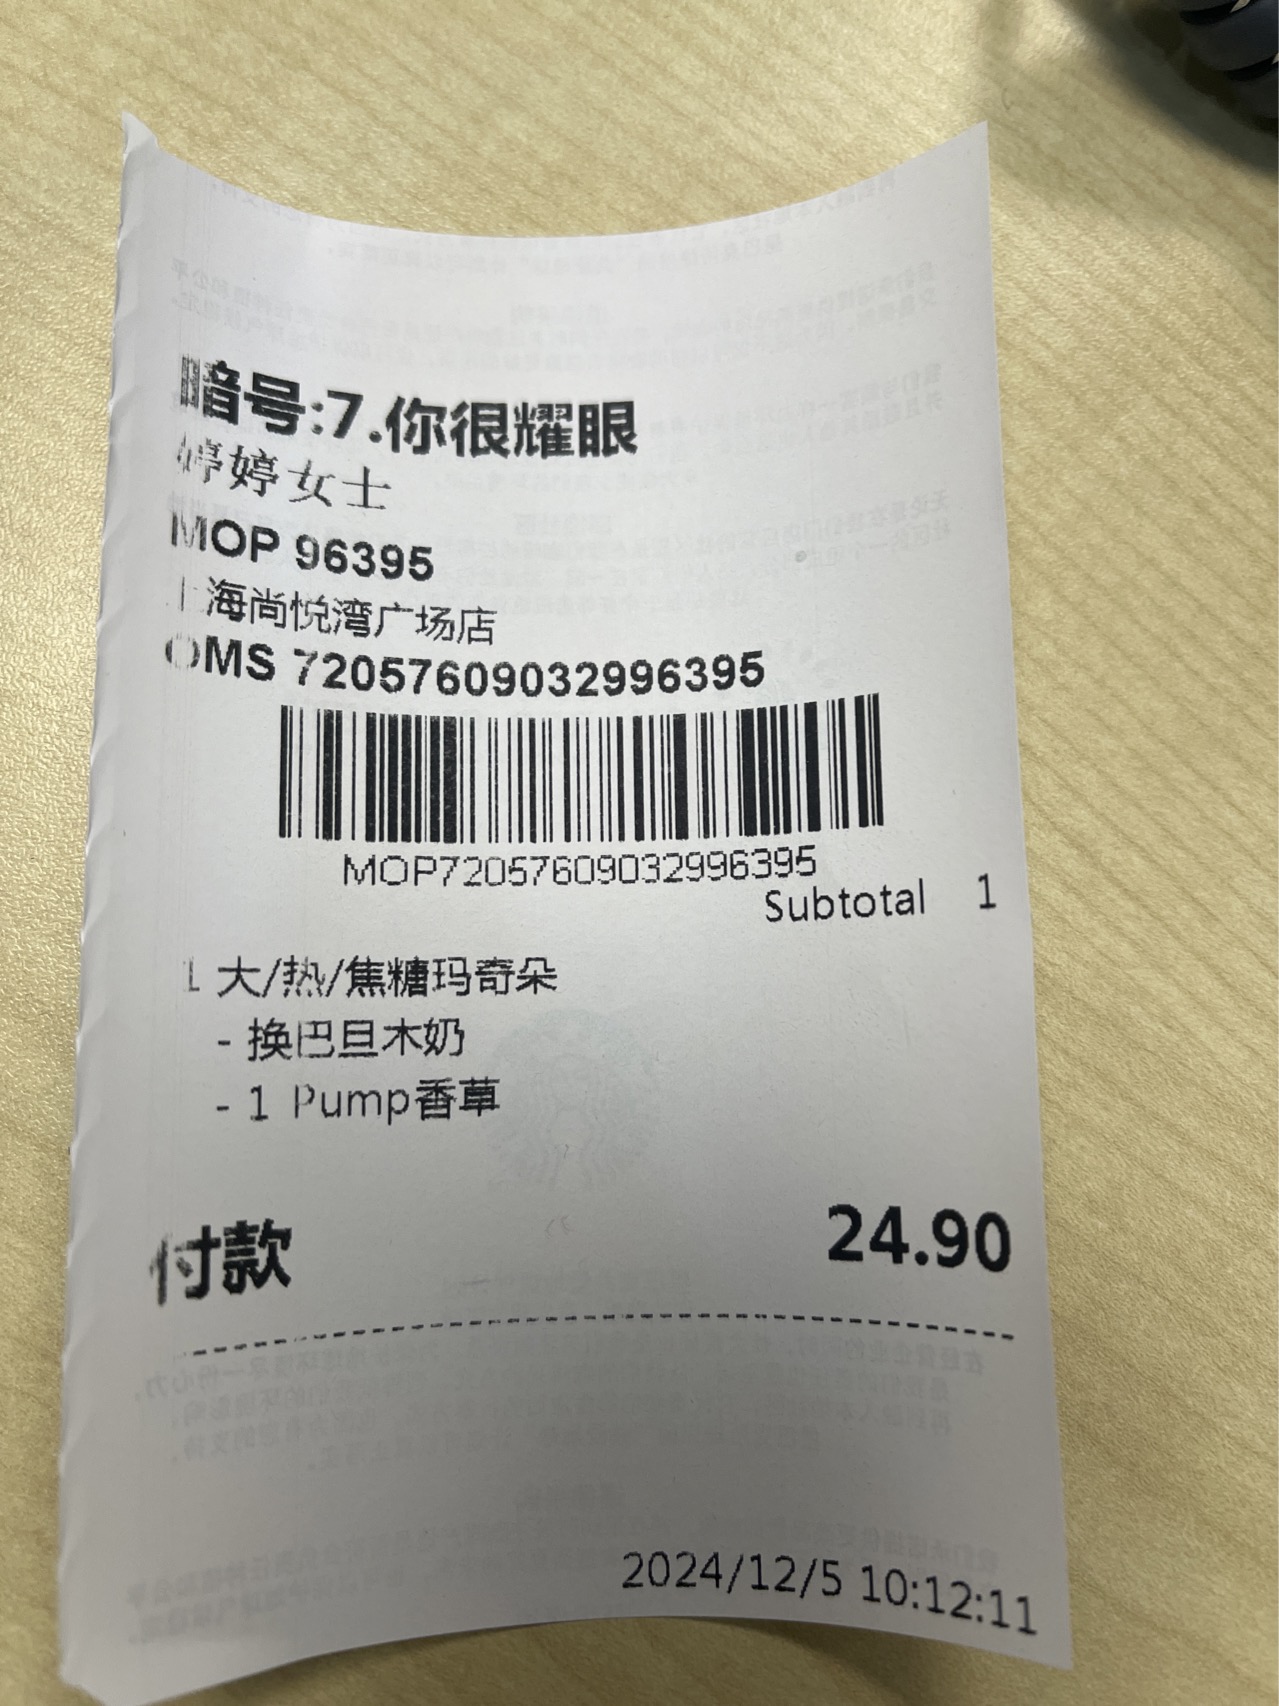 暗号:7.你很耀眼
婷婷女士
MOP 96395
上海尚悦湾广场店
OMS 72057609032996395
MOP72057609032996395
Subtotal 1
1 大/热/焦糖玛奇朵
- 换巴旦木奶
- 1 Pump香草
付款 24.90
2024/12/5 10:12:11